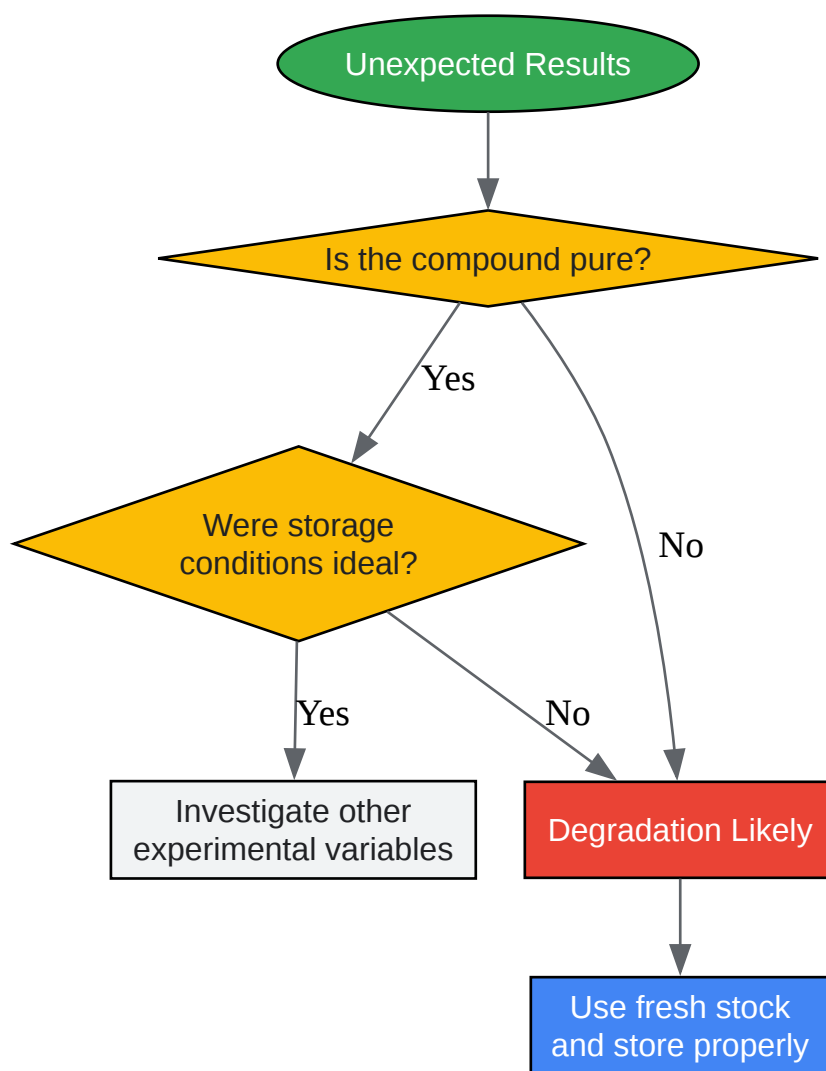 Unexpected Results
Is the compound pure?
Yes
Were storage
conditions ideal?
No
Yes
No
Investigate other
experimental variables
Degradation Likely
Use fresh stock
and store properly